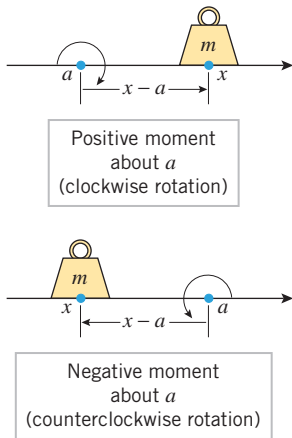 m
a x
x – a
Positive moment
about a
(clockwise rotation)
m
x a
x – a
Negative moment
about a
(counterclockwise rotation)